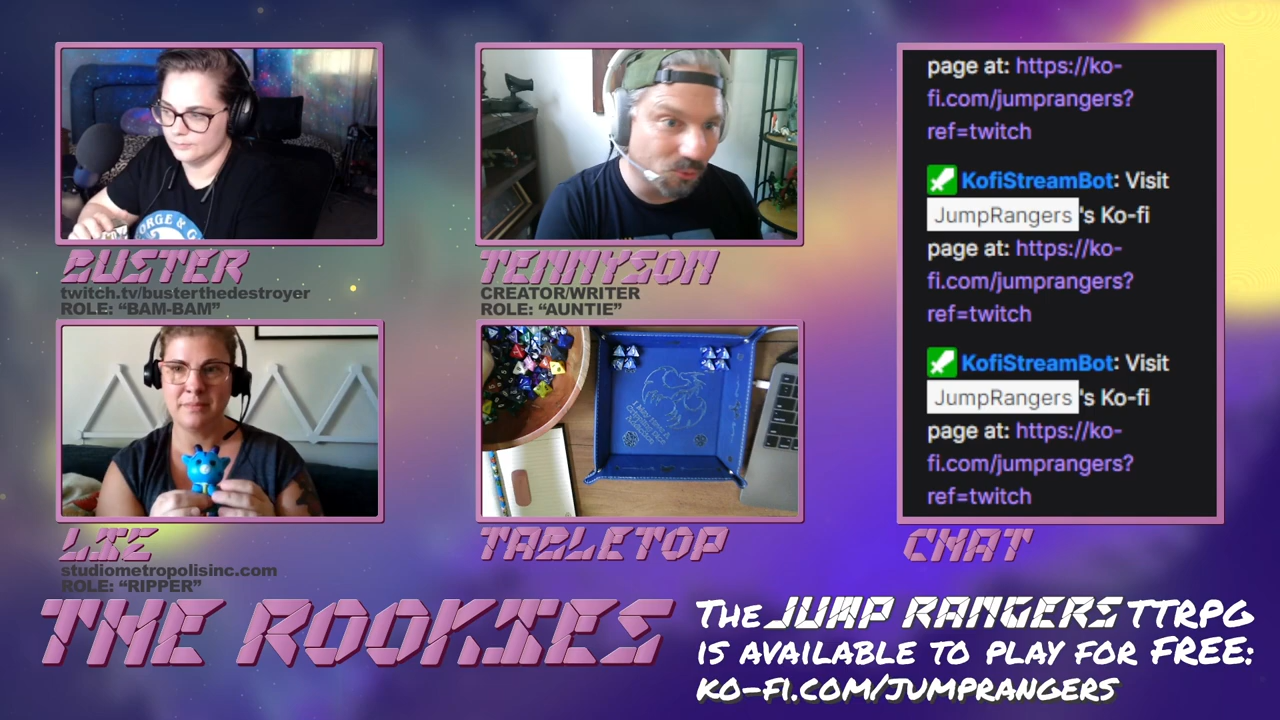 BUSTER
twitch.tv/busterthedestroyer
ROLE: “BAM-BAM”
TENNYSON
CREATOR/WRITER
ROLE: “AUNTIE”
LIZ
studiometropolisinc.com
ROLE: “RIPPER”
TABLETOP
page at: https://ko-
fi.com/jumprangers?
ref=twitch
KofiStreamBot: Visit
JumpRangers's Ko-fi
page at: https://ko-
fi.com/jumprangers?
ref=twitch
KofiStreamBot: Visit
JumpRangers's Ko-fi
page at: https://ko-
fi.com/jumprangers?
ref=twitch
CHAT
THE ROOKIES
THE JUMP RANGERS TTRPG
IS AVAILABLE TO PLAY FOR FREE:
KO-FI.COM/JUMPRANGERS